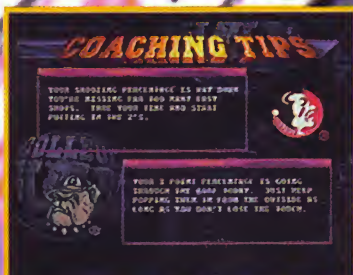 COACHING TIPS
YOUR SHOOTING PERCENTAGE IS WAY DOWN
YOU'RE MISSING FAR TOO MANY EASY
SHOTS. TAKE YOUR TIME AND START
PUTTING IN THE 2'S.
YOUR 3 POINT PERCENTAGE IS GOING
THROUGH THE ROOF BOBBY. JUST KEEP
POPPING THEM IN FROM THE OUTSIDE AS
LONG AS YOU DON'T LOSE THE TOUCH.